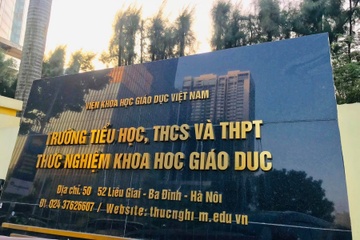 VIỆN KHOA HỌC GIÁO DỤC VIỆT NAM
TRƯỜNG TIỂU HỌC, THCS VÀ THPT
THỰC NGHIỆM KHOA HỌC GIÁO DỤC
Địa chỉ. 50 52 Liễu Giai - Ba Đình - Hà Nội
Đt. 024 37626607 / Website: thucnghi m.edu.vn